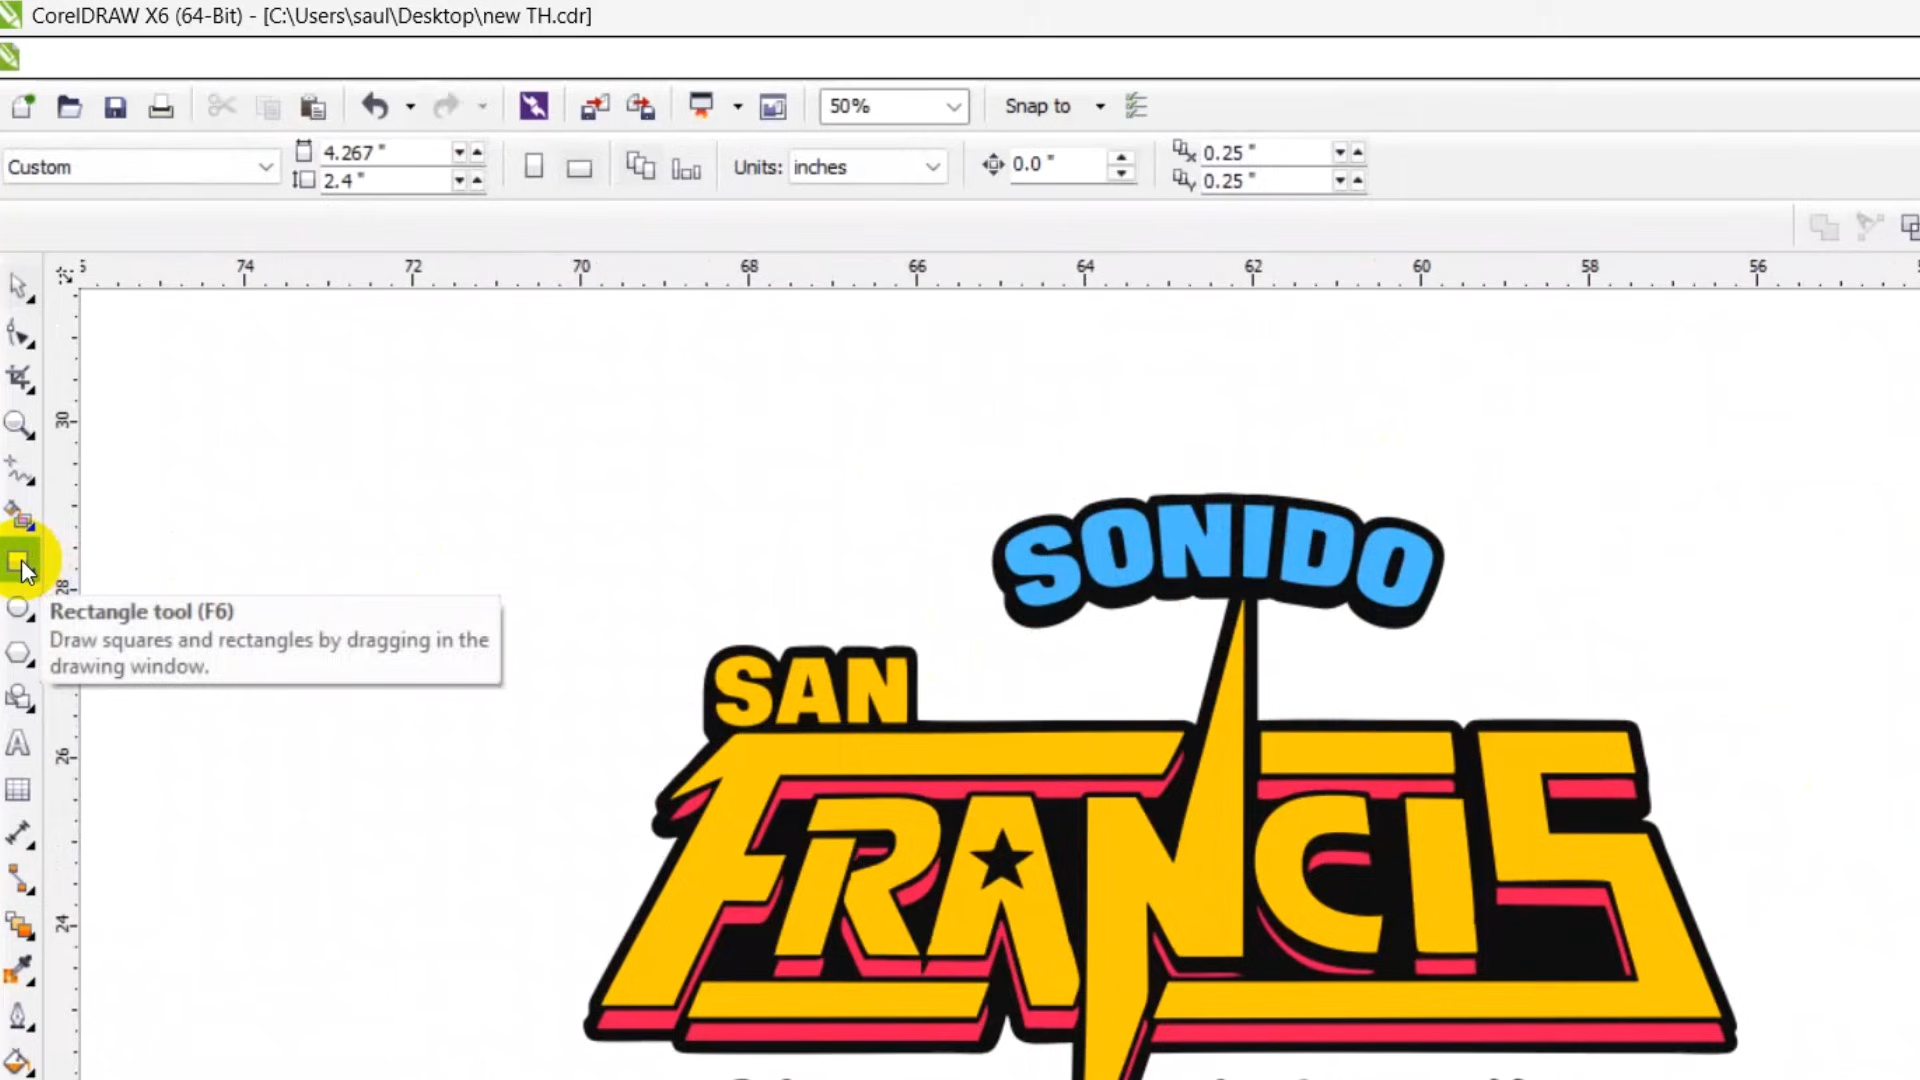 CorelDRAW X6 (64-Bit) - [C:\Users\saul\Desktop\new TH.cdr]
50%
Snap to
Custom
4.267 "
2.4 "
Units: inches
0.0 "
0.25 "
0.25 "
74 72 70 68 66 64 62 60 58 56
30
28
26
24
Rectangle tool (F6)
Draw squares and rectangles by dragging in the
drawing window.
SONIDO
SAN
FRANCIS